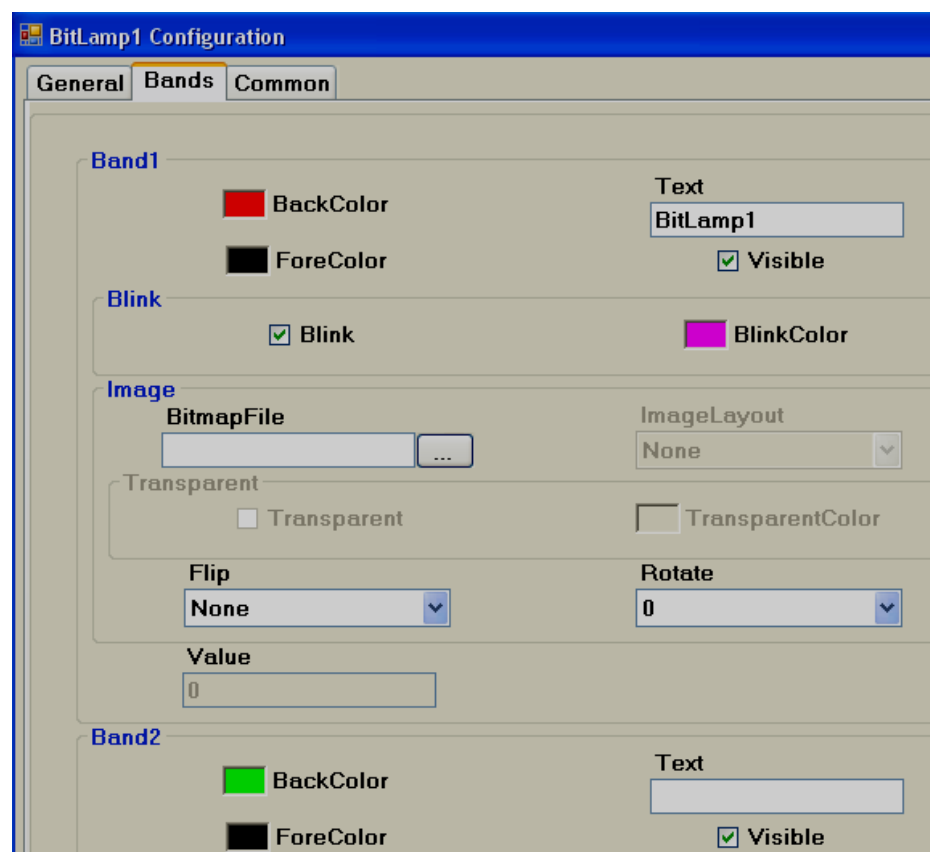 BitLamp1 Configuration
General Bands Common
Band1
BackColor
Text
BitLamp1
ForeColor
Visible
Blink
Blink
BlinkColor
Image
BitmapFile
ImageLayout
...
None
Transparent
Transparent
TransparentColor
Flip
Rotate
None
0
Value
0
Band2
BackColor
Text
ForeColor
Visible